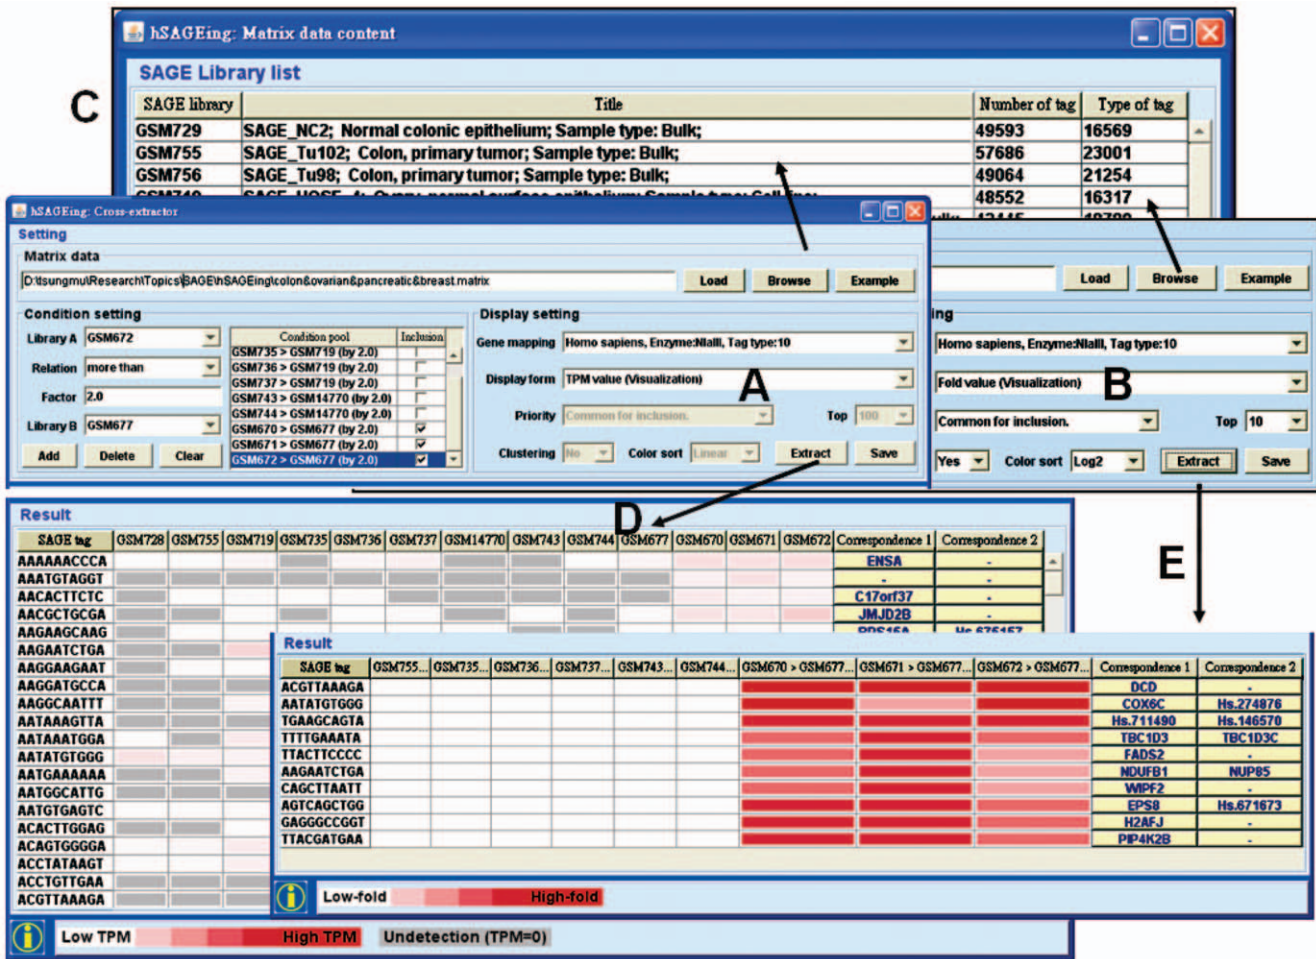 hSAGEing: Matrix data content
SAGE Library list
C
SAGE library Title Number of tag Type of tag
GSM729 SAGE_NC2; Normal colonic epithelium; Sample type: Bulk; 49593 16569
GSM755 SAGE_Tu102; Colon, primary tumor; Sample type: Bulk; 57686 23001
GSM756 SAGE_Tu98; Colon, primary tumor; Sample type: Bulk; 49064 21254
48552 16317
hSAGEing: Cross-extractor
Setting
Matrix data
D:\tsungmu\Research\Topics\SAGE\hSAGEing\colon&ovarian&pancreatic&breast.matrix Load Browse Example
Condition setting
Library A GSM672
Relation more than
Factor 2.0
Library B GSM677
Add Delete Clear
Condition pool Inclusion
GSM735 > GSM719 (by 2.0)
GSM736 > GSM719 (by 2.0)
GSM737 > GSM719 (by 2.0)
GSM743 > GSM14770 (by 2.0)
GSM744 > GSM14770 (by 2.0)
GSM670 > GSM677 (by 2.0)
GSM671 > GSM677 (by 2.0)
GSM672 > GSM677 (by 2.0)
Display setting
Gene mapping Homo sapiens, Enzyme:NlaIII, Tag type:10
Display form TPM value (Visualization)
A
Priority Common for inclusion. Top 100
Clustering No Color sort Linear Extract Save
Load Browse Example
ng
Homo sapiens, Enzyme:NlaIII, Tag type:10
Fold value (Visualization)
B
Common for inclusion. Top 10
Yes Color sort Log2 Extract Save
D
Result
SAGE tag GSM728 GSM755 GSM719 GSM735 GSM736 GSM737 GSM14770 GSM743 GSM744 GSM677 GSM670 GSM671 GSM672 Correspondence 1 Correspondence 2
AAAAAACCCA ENSA -
AAATGTAGGT - -
AACACTTCTC C17orf37 -
AACGCTGCGA JMJD2B -
AAGAAGCAAG RPS15A Hs.675157
AAGAATCTGA
AAGGAAGAAT
AAGGATGCCA
AAGGCAATTT
AATAAAGTTA
AATAAATGGA
AATATGTGGG
AATGAAAAAA
AATGGCATTG
AATGTGAGTC
ACACTTGGAG
ACAGTGGGGA
ACCTATAAGT
ACCTGTTGAA
ACGTTAAAGA
Low TPM High TPM Undetection (TPM=0)
E
Result
SAGE tag GSM755... GSM735... GSM736... GSM737... GSM743... GSM744... GSM670 > GSM677... GSM671 > GSM677... GSM672 > GSM677... Correspondence 1 Correspondence 2
ACGTTAAAGA DCD -
AATATGTGGG COX6C Hs.274876
TGAAGCAGTA Hs.711490 Hs.146570
TTTTGAAATA TBC1D3 TBC1D3C
TTACTTCCCC FADS2 -
AAGAATCTGA NDUFB1 NUP85
CAGCTTAATT WIPF2 -
AGTCAGCTGG EPS8 Hs.671673
GAGGGCCGGT H2AFJ -
TTACGATGAA PIP4K2B -
Low-fold High-fold